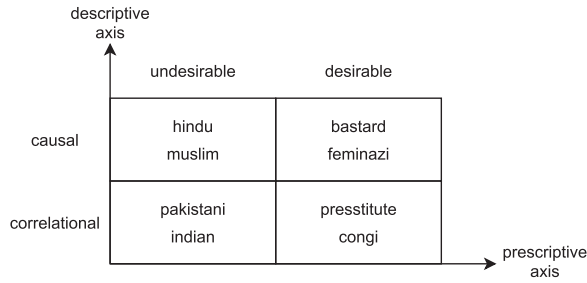 descriptive
axis
undesirable desirable
causal
hindu
muslim
bastard
feminazi
correlational
pakistani
indian
presstitute
congi
prescriptive
axis